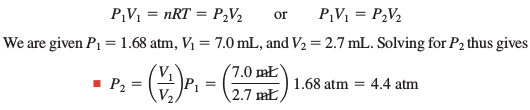 P₁V₁ = nRT = P₂V₂ or P₁V₁ = P₂V₂
We are given P₁ = 1.68 atm, V₁ = 7.0 mL, and V₂ = 2.7 mL. Solving for P₂ thus gives
■ P₂ = (V₁/V₂)P₁ = (7.0 mL/2.7 mL) 1.68 atm = 4.4 atm